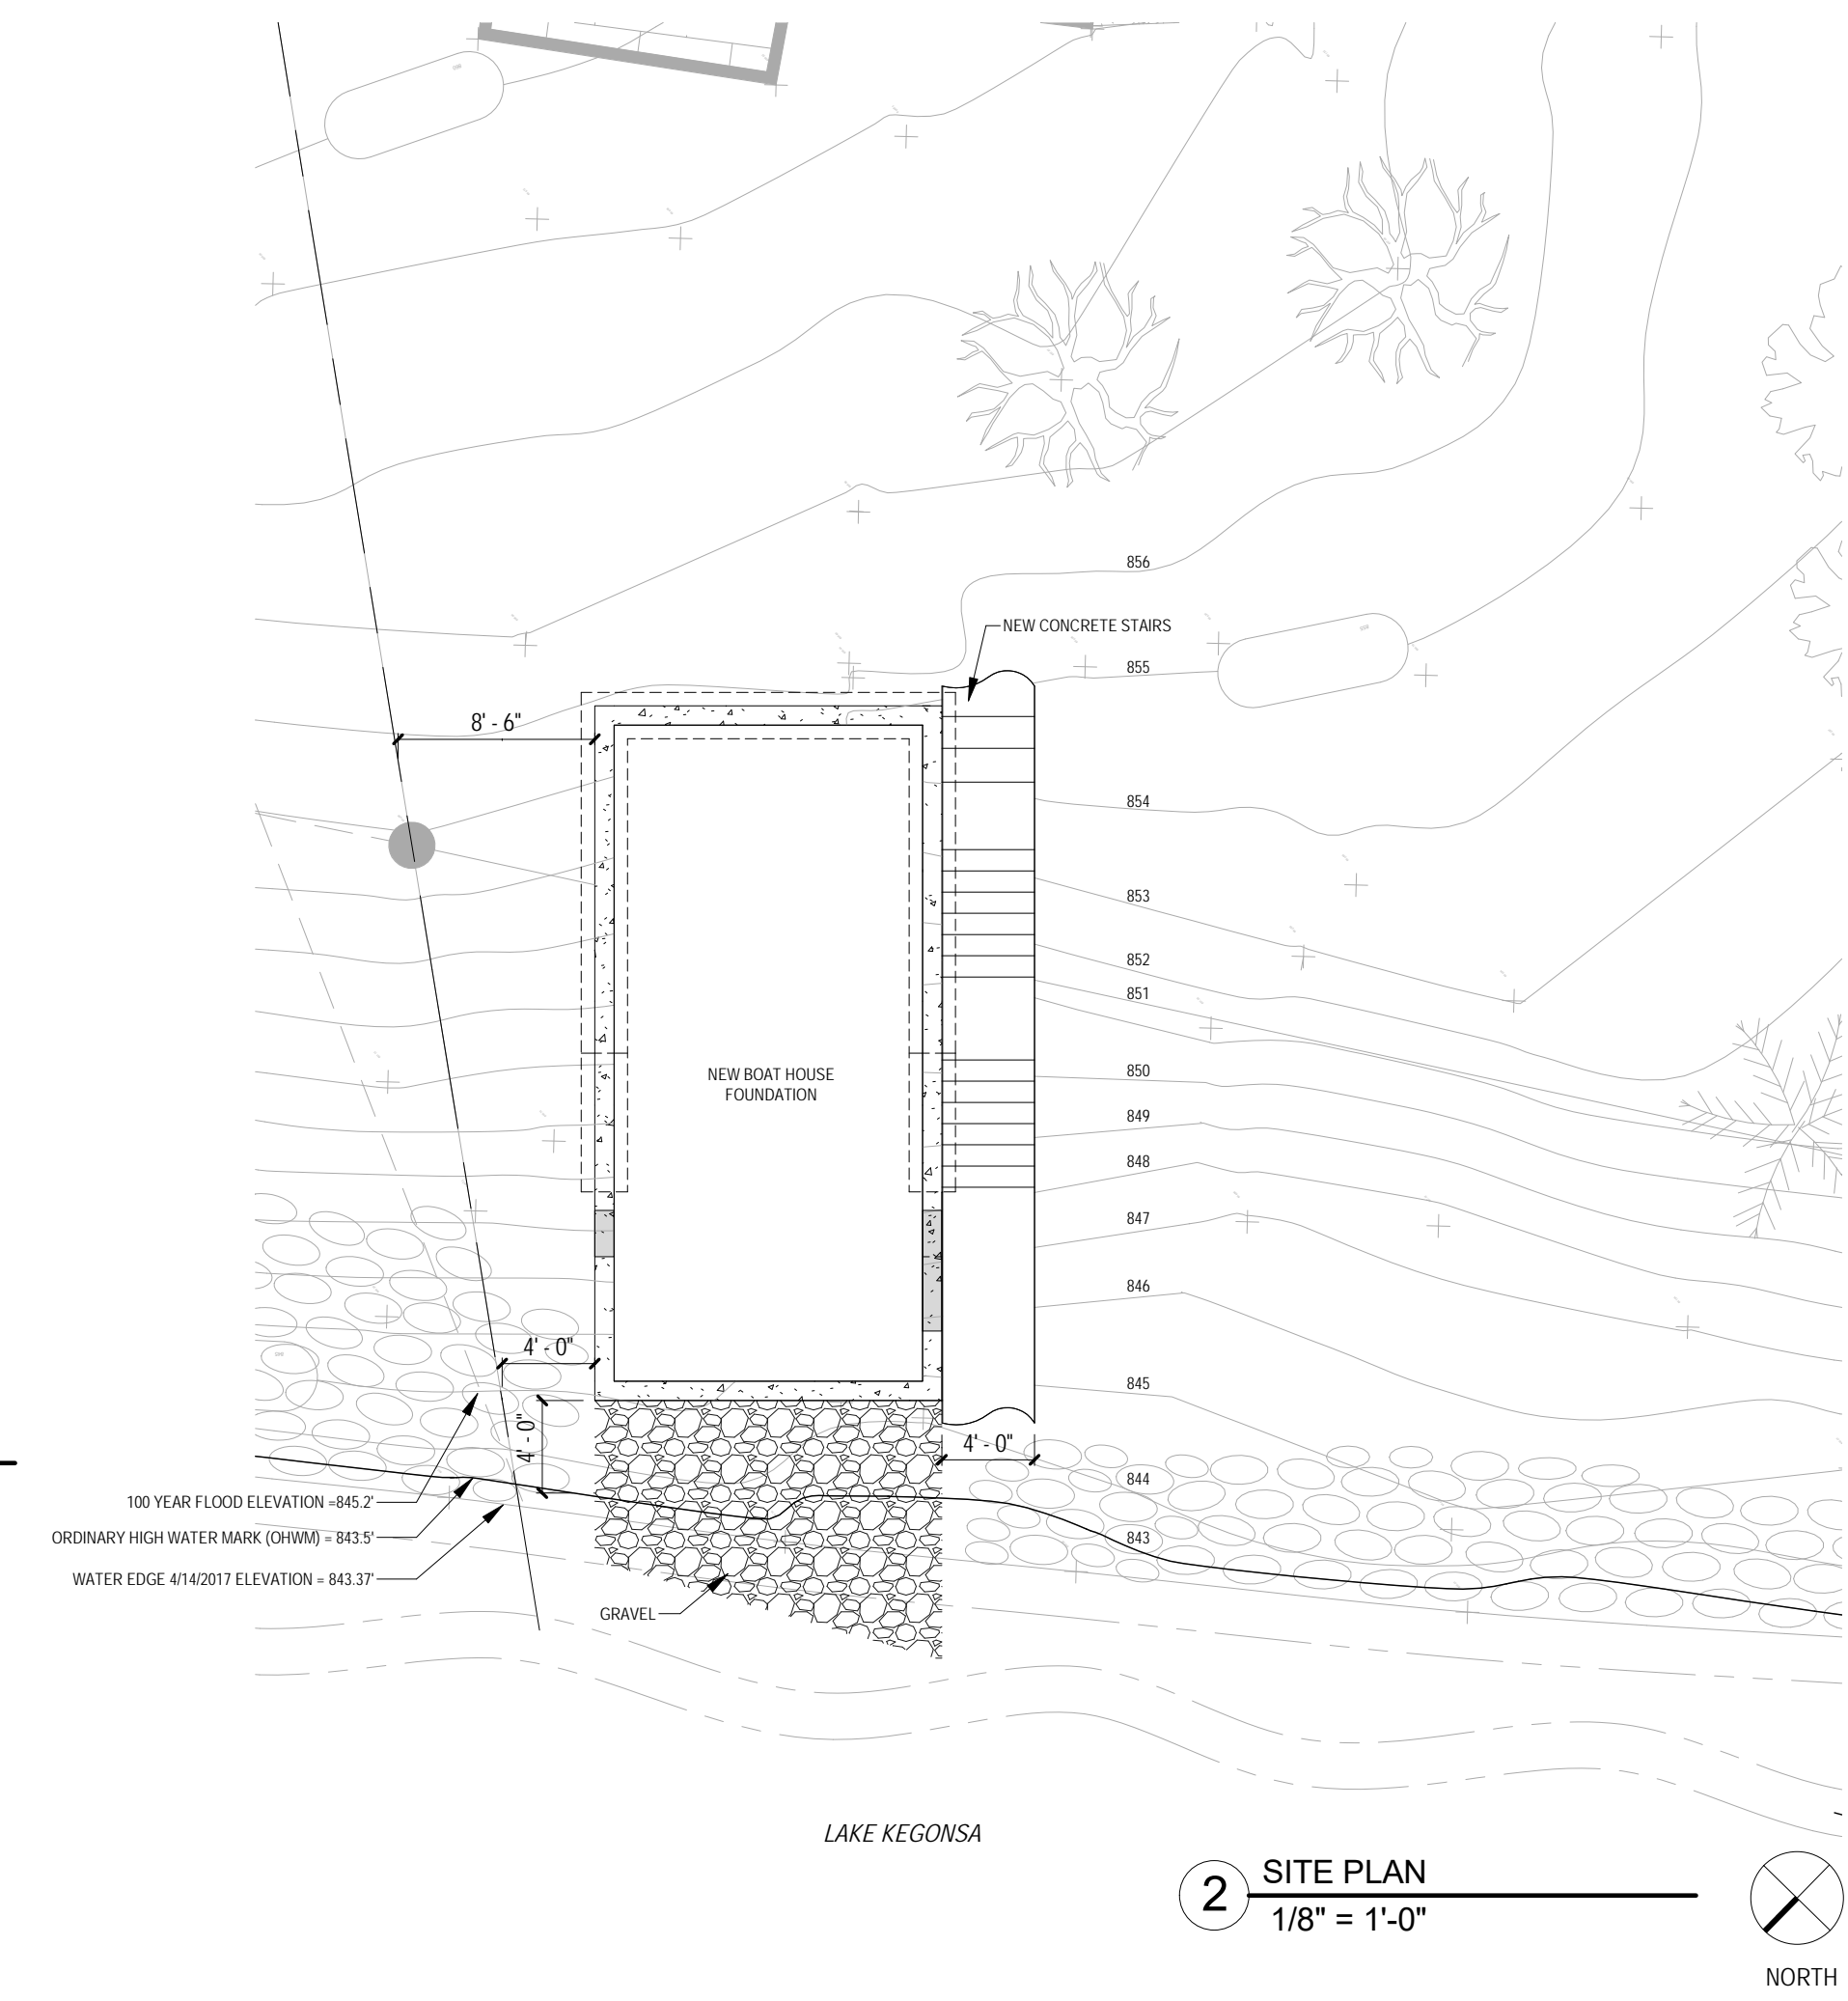 856
NEW CONCRETE STAIRS
855
8' - 6"
854
853
852
851
NEW BOAT HOUSE
FOUNDATION
850
849
848
847
846
4' - 0"
845
4' - 0"
4' - 0"
844
100 YEAR FLOOD ELEVATION =845.2'
ORDINARY HIGH WATER MARK (OHWM) = 843.5'
843
WATER EDGE 4/14/2017 ELEVATION = 843.37'
GRAVEL
LAKE KEGONSA
2
SITE PLAN
1/8" = 1'-0"
NORTH